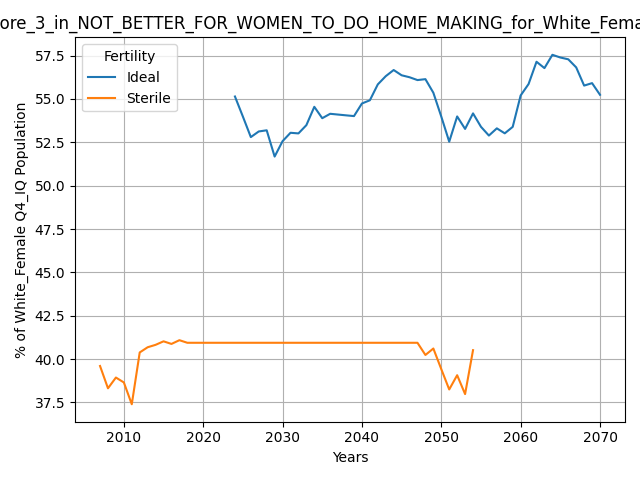 ore_3_in_NOT_BETTER_FOR_WOMEN_TO_DO_HOME_MAKING_for_White_Fema
Fertility
Ideal
Sterile
% of White_Female Q4_IQ Population
57.5
55.0
52.5
50.0
47.5
45.0
42.5
40.0
37.5
2010 2020 2030 2040 2050 2060 2070
Years